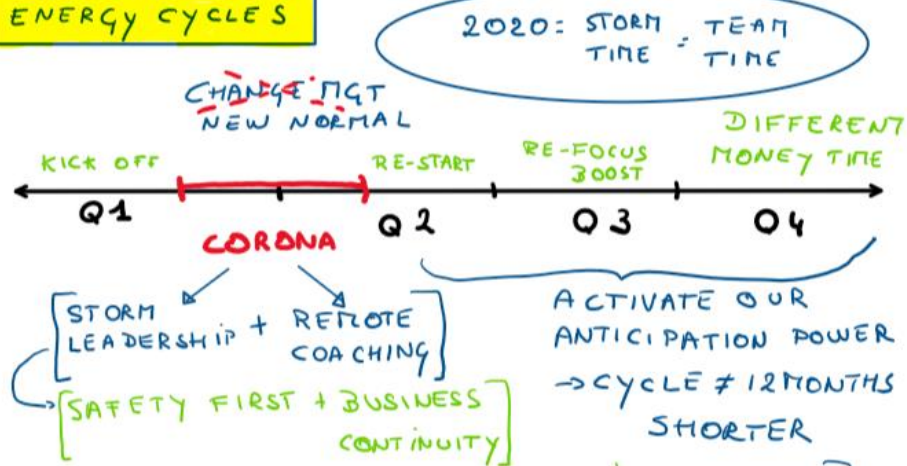 ENERGY CYCLES
2020: STORM TIME = TEAM TIME
CHANGE MGT
NEW NORMAL
KICK OFF
RE-START
RE-FOCUS
BOOST
DIFFERENT
MONEY TIME
Q1
Q2
Q3
Q4
CORONA
[STORM LEADERSHIP + REMOTE COACHING]
[SAFETY FIRST + BUSINESS
CONTINUITY]
ACTIVATE OUR
ANTICIPATION POWER
→ CYCLE ≠ 12 MONTHS
SHORTER